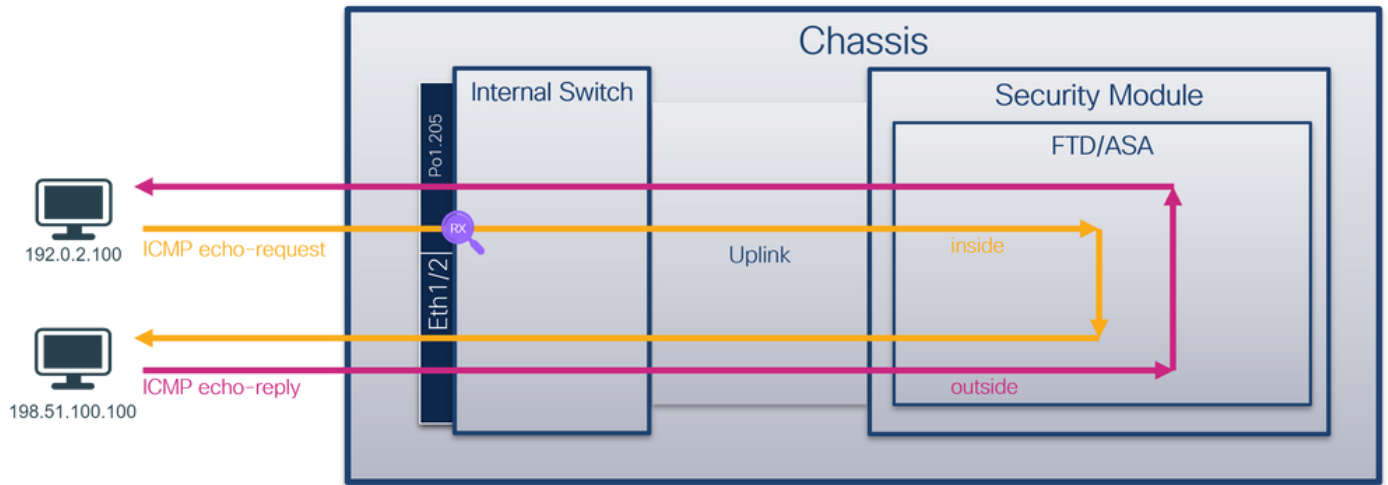 Chassis
Internal Switch
Security Module
FTD/ASA
Po1.205
RX
192.0.2.100
ICMP echo-request
Uplink
inside
Eth1/2
198.51.100.100
ICMP echo-reply
outside